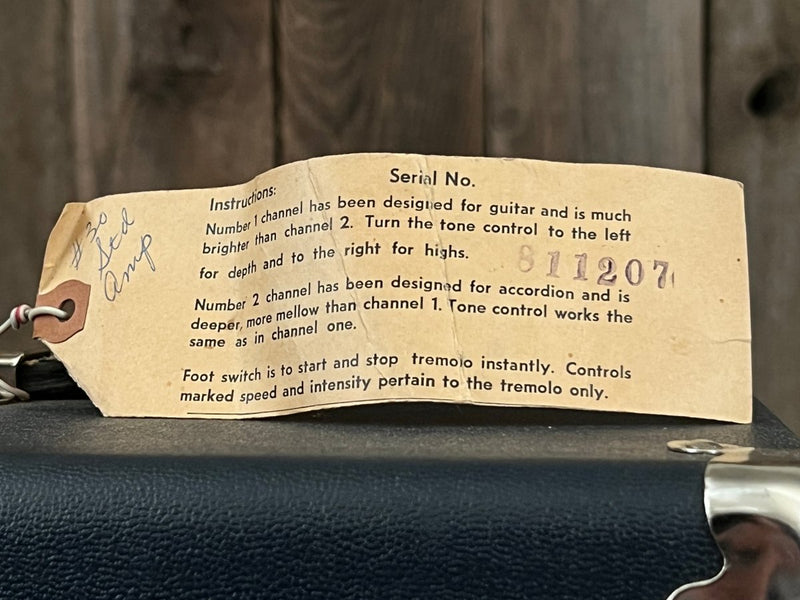 #30
Std
Amp
Serial No.
Instructions:
Number 1 channel has been designed for guitar and is much
brighter than channel 2. Turn the tone control to the left
for depth and to the right for highs.
811207
Number 2 channel has been designed for accordion and is
deeper, more mellow than channel 1. Tone control works the
same as in channel one.
Foot switch is to start and stop tremolo instantly. Controls
marked speed and intensity pertain to the tremolo only.